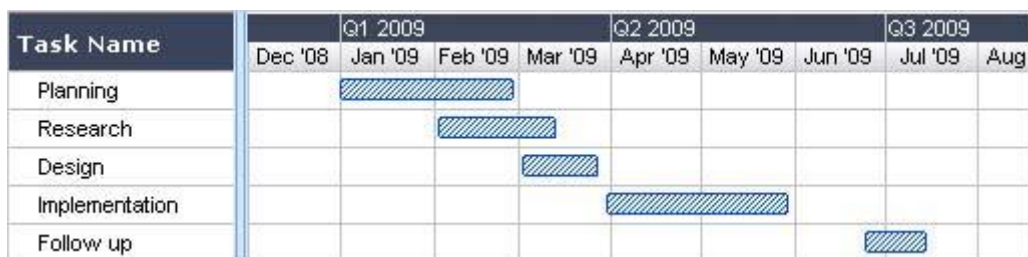 Task Name
Q1 2009 Q2 2009 Q3 2009
Dec '08 Jan '09 Feb '09 Mar '09 Apr '09 May '09 Jun '09 Jul '09 Aug
Planning
Research
Design
Implementation
Follow up